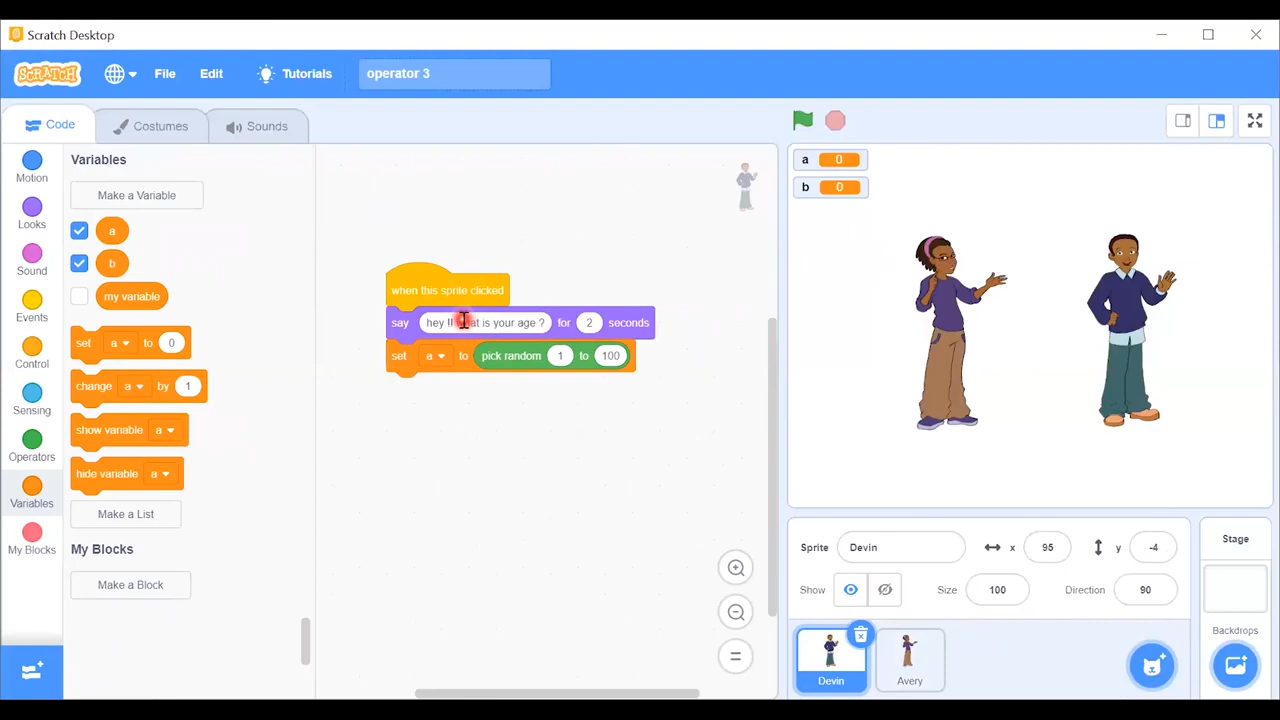 Scratch Desktop
SCRATCH File Edit Tutorials operator 3
Code Costumes Sounds
Motion
Looks
Sound
Events
Control
Sensing
Operators
Variables
My Blocks
Variables
Make a Variable
a
b
my variable
set a to 0
change a by 1
show variable a
hide variable a
Make a List
My Blocks
Make a Block
when this sprite clicked
say hey !! is your age ? for 2 seconds
set a to pick random 1 to 100
a 0
b 0
Sprite Devin x 95 y -4
Show Size 100 Direction 90
Devin
Avery
Stage
Backdrops